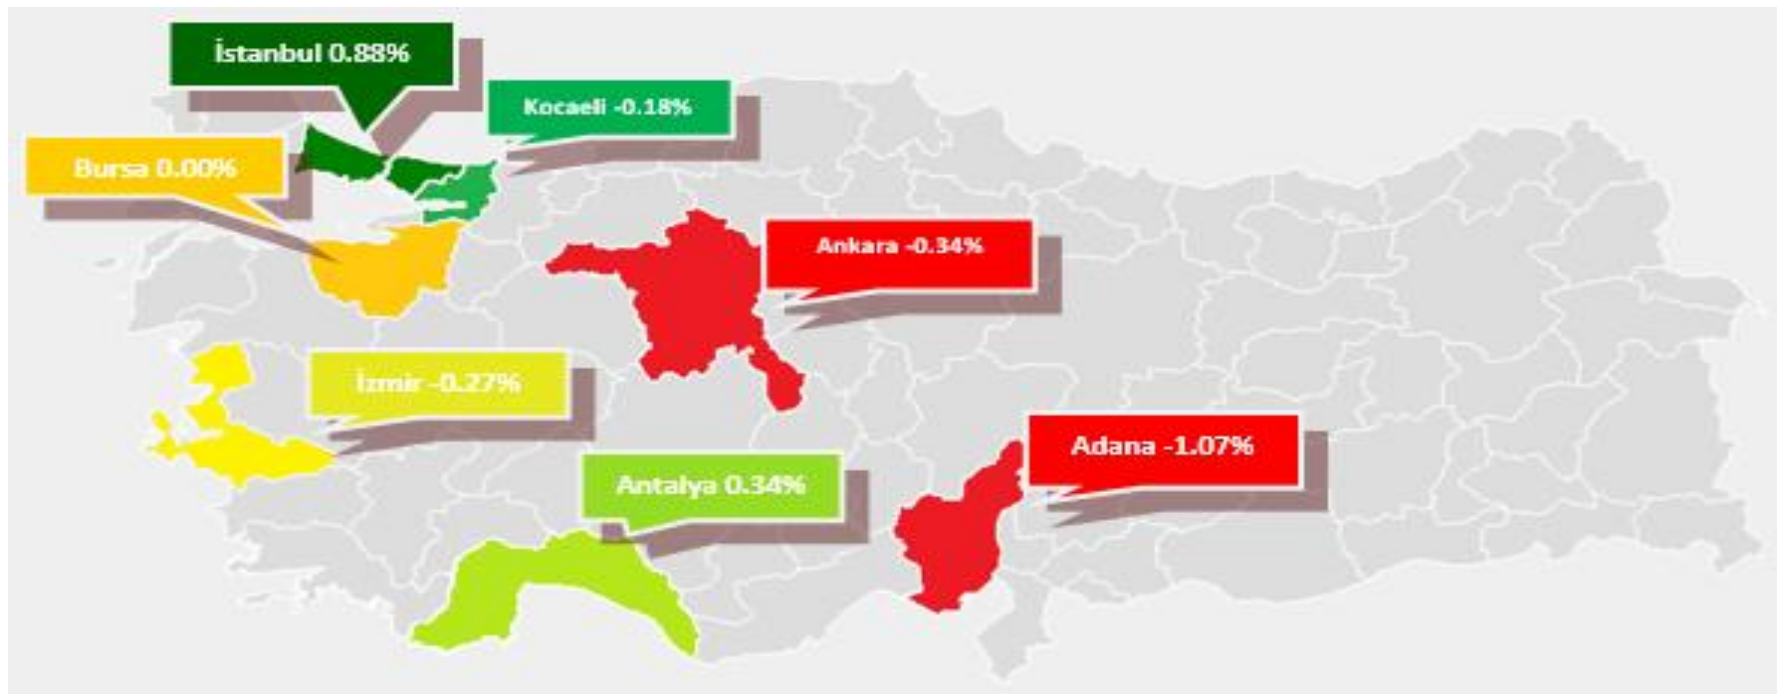 İstanbul 0.88%
Kocaeli -0.18%
Bursa 0.00%
Ankara -0.34%
İzmir -0.27%
Adana -1.07%
Antalya 0.34%